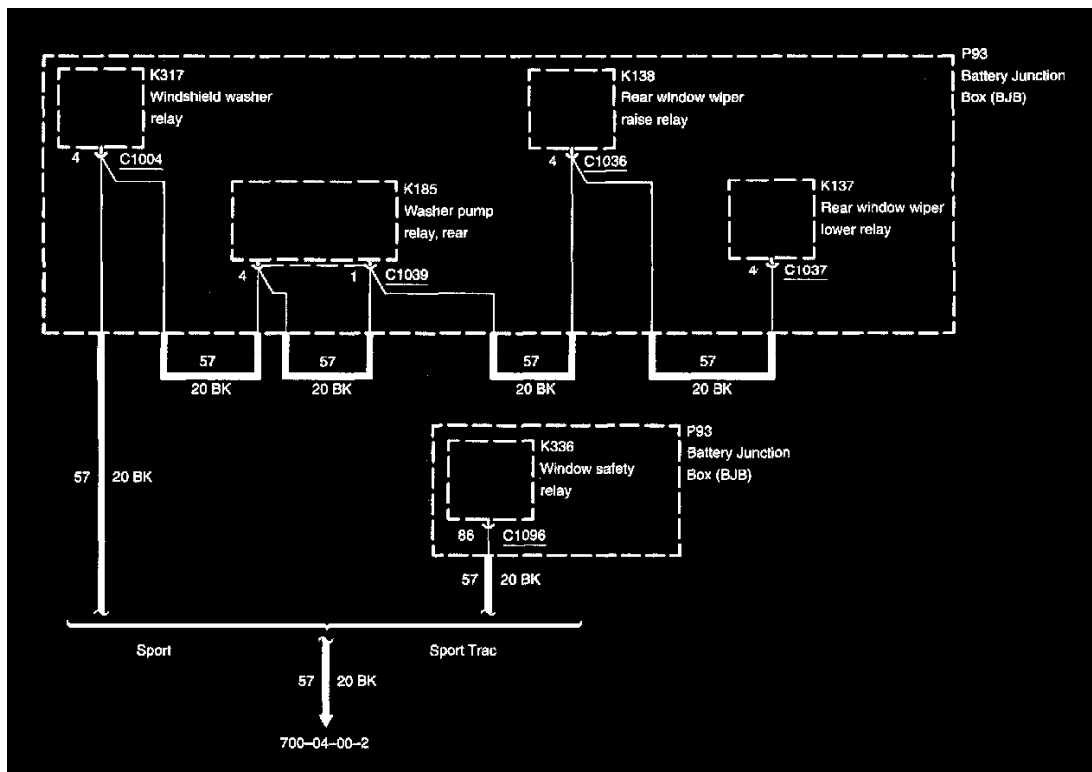 P93
Battery Junction
Box (BJB)
K317
Windshield washer
relay
4
C1004
K138
Rear window wiper
raise relay
4
C1036
K185
Washer pump
relay, rear
4
1
C1039
K137
Rear window wiper
lower relay
4
C1037
57
20 BK
57
20 BK
57
20 BK
57
20 BK
P93
Battery Junction
Box (BJB)
K336
Window safety
relay
86
C1096
57
20 BK
57
20 BK
Sport
Sport Trac
57
20 BK
700–04–00–2